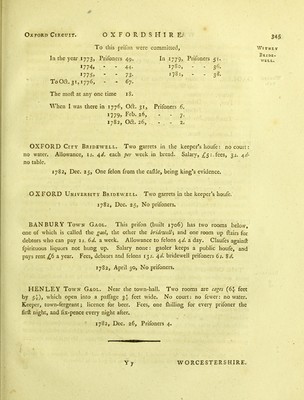 OXFORD CIRCUIT. OXFORDSHIRE. 325
To this prison were committed,
WITNEY
BRIDE-
WELL.
In the year 1773, Prisoners 49. In 1779, Prisoners 51.
1774, - - 44. 1780, - - 36.
1775, - - 73. 1781, - - 38.
To Oct. 31, 1776, - - 67.
The most at any one time 18.
When I was there in 1776, Oct. 31, Prisoners 6.
1779, Feb. 26, - - 7.
1782, Oct. 26, - - 2.
OXFORD CITY BRIDEWELL. Two garrets in the keeper's house: no court:
no water. Allowance, 1s. 4d. each per week in bread. Salary, £5: fees, 3s. 4d.
no table.
1782, Dec. 23, One felon from the castle, being king's evidence.
OXFORD UNIVERSITY BRIDEWELL. Two garrets in the keeper's house.
1782, Dec. 23, No prisoners.
BANBURY TOWN GAOL. This prison (built 1706) has two rooms below,
one of which is called the gaol, the other the bridewell; and one room up stairs for
debtors who can pay 1s. 6d. a week. Allowance to felons 4d. a day. Clauses against
spirituous liquors not hung up. Salary none: gaoler keeps a public house, and
pays rent £6 a year. Fees, debtors and felons 13s. 4d. bridewell prisoners 6s. 8d.
1782, April 30, No prisoners.
HENLEY TOWN GAOL. Near the town-hall. Two rooms or cages (6¾ feet
by 5¼), which open into a passage 3½ feet wide. No court: no sewer: no water.
Keeper, town-sergeant; licence for beer. Fees, one shilling for every prisoner the
first night, and six-pence every night after.
1782, Dec. 26, Prisoners 4.
Y y WORCESTERSHIRE.